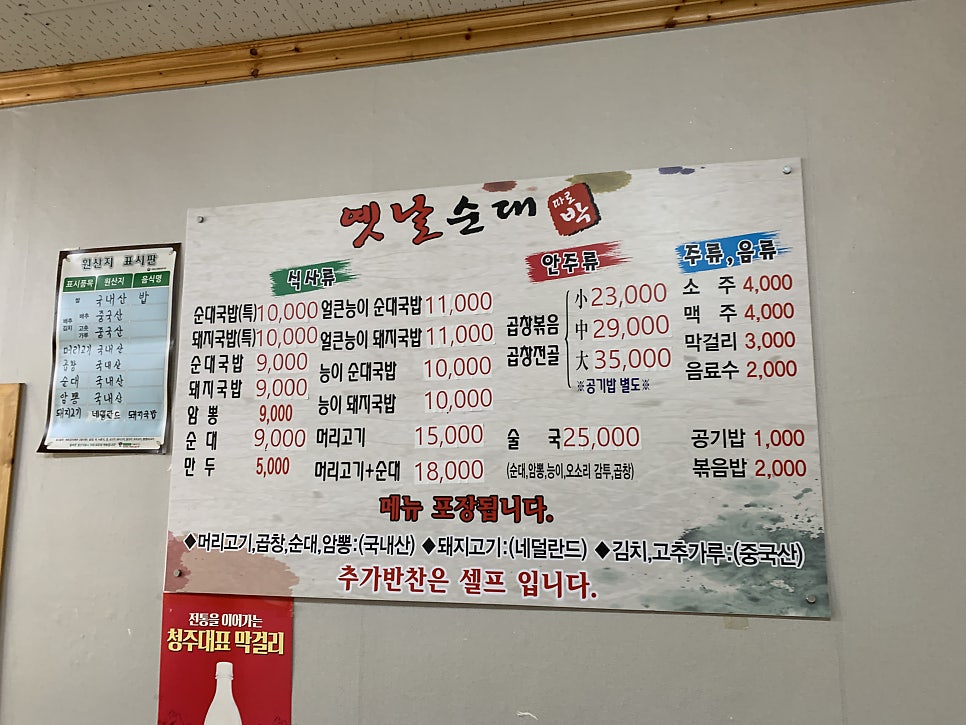 옛날순대 따로 박
식사류
순대국밥(특) 10,000
돼지국밥(특) 10,000
순대국밥 9,000
돼지국밥 9,000
암뽕 9,000
순대 9,000
만두 5,000
얼큰능이 순대국밥 11,000
얼큰능이 돼지국밥 11,000
능이 순대국밥 10,000
능이 돼지국밥 10,000
머리고기 15,000
머리고기+순대 18,000
안주류
곱창볶음
곱창전골
小 23,000
中 29,000
大 35,000
※공기밥 별도※
술국 25,000
(순대,암뽕,능이,오소리 감투,곱창)
주류,음류
소주 4,000
맥주 4,000
막걸리 3,000
음료수 2,000
공기밥 1,000
볶음밥 2,000
메뉴 포장됩니다.
◆머리고기,곱창,순대,암뽕:(국내산) ◆돼지고기:(네덜란드) ◆김치,고추가루:(중국산)
추가반찬은 셀프 입니다.
원산지 표시판
표시품목 원산지 음식명
쌀 국내산 밥
배추김치 배추 중국산
고춧가루 중국산
머리고기 국내산
곱창 국내산
순대 국내산
암뽕 국내산
돼지고기 네덜란드 돼지국밥
전통을 이어가는
청주대표 막걸리